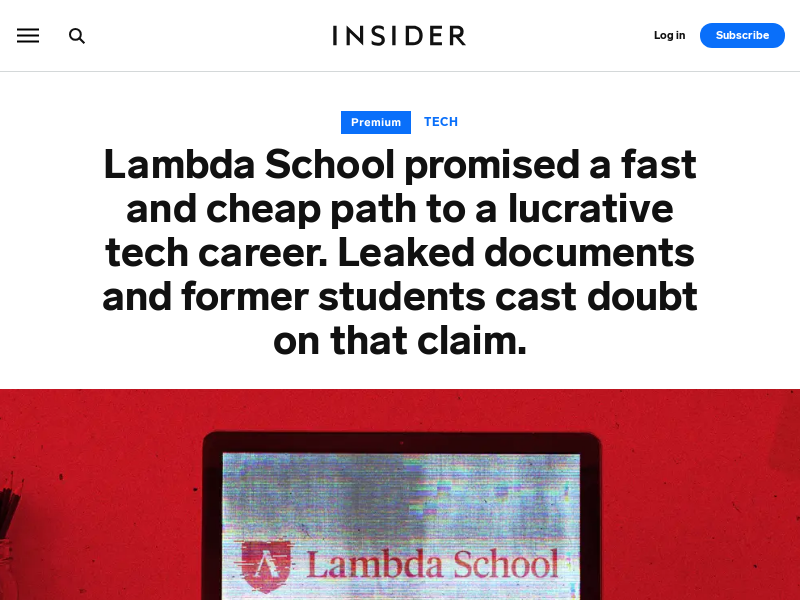 INSIDER
Log in
Subscribe
Premium
TECH
Lambda School promised a fast
and cheap path to a lucrative
tech career. Leaked documents
and former students cast doubt
on that claim.
Lambda School